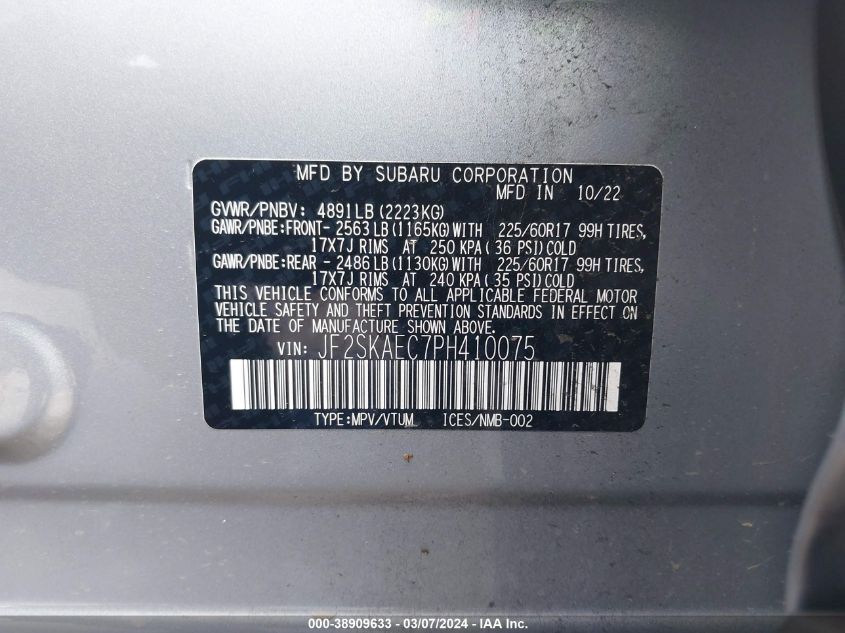 MFD BY SUBARU CORPORATION
MFD IN 10/22
GVWR/PNBV: 4891LB(2223KG)
GAWR/PNBE:FRONT- 2563LB(1165KG)WITH 225/60R17 99H TIRES,
17X7J RIMS AT 250 KPA( 36 PSI)COLD
GAWR/PNBE:REAR - 2486LB(1130KG)WITH 225/60R17 99H TIRES,
17X7J RIMS AT 240 KPA( 35 PSI)COLD
THIS VEHICLE CONFORMS TO ALL APPLICABLE FEDERAL MOTOR
VEHICLE SAFETY AND THEFT PREVENTION STANDARDS IN EFFECT ON
THE DATE OF MANUFACTURE SHOWN ABOVE.
VIN: JF2SKAEC7PH410075
TYPE:MPV/VTUM ICES/NMB-002
000-38909633 - 03/07/2024 - IAA Inc.